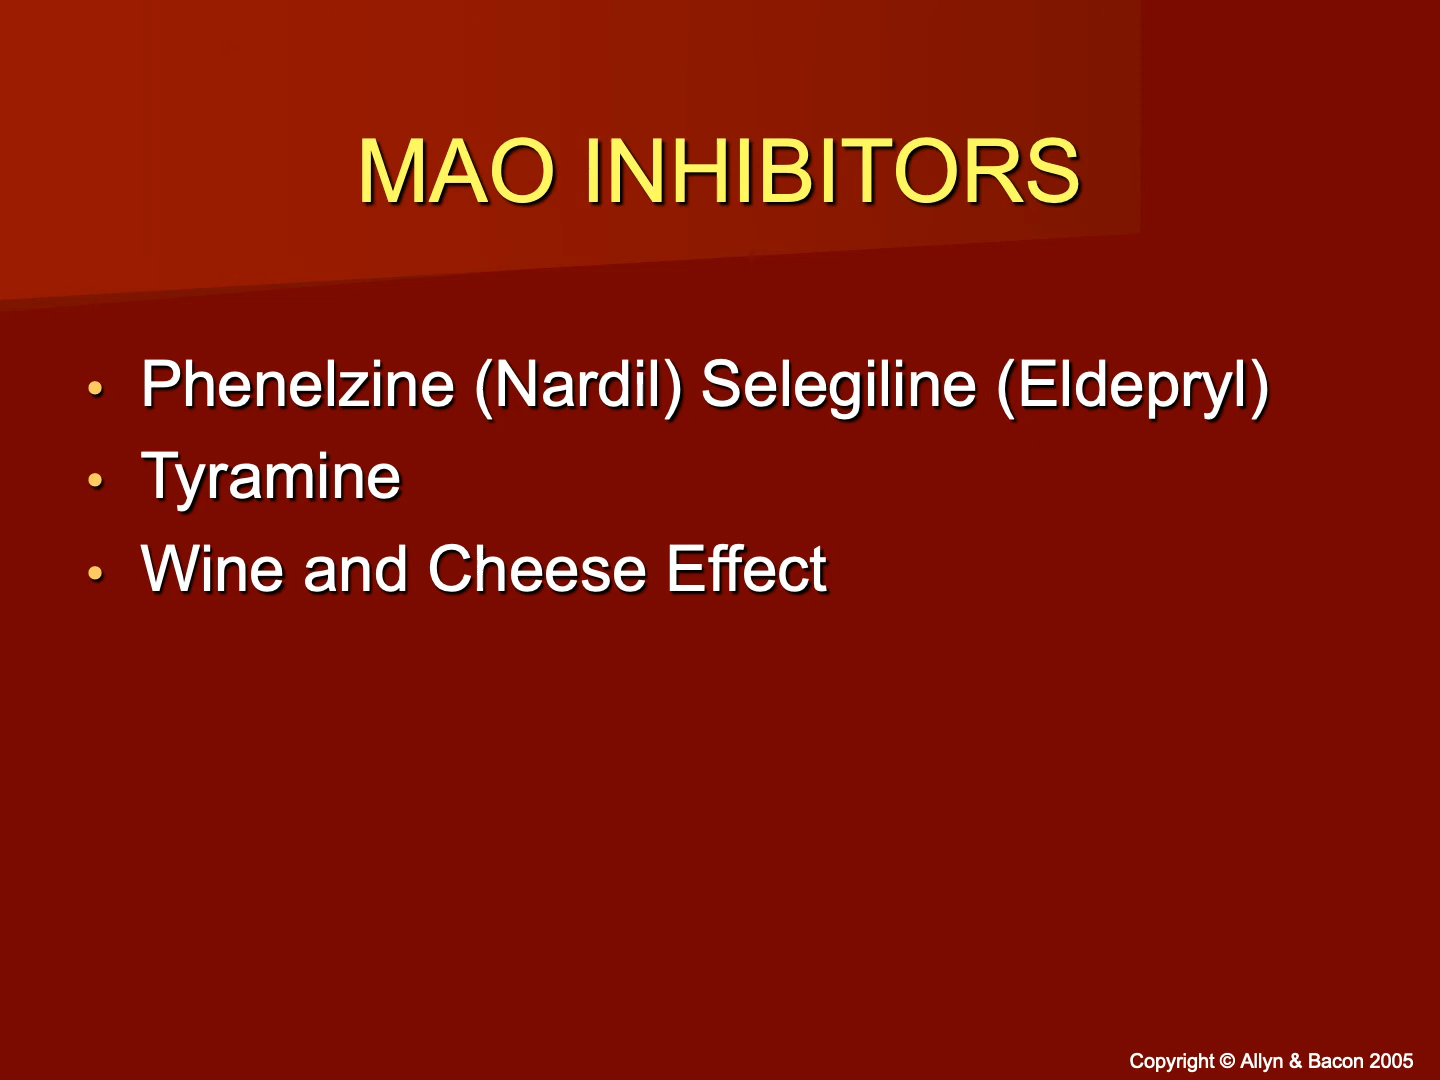 MAO INHIBITORS
• Phenelzine (Nardil) Selegiline (Eldepryl)
• Tyramine
• Wine and Cheese Effect
Copyright © Allyn & Bacon 2005